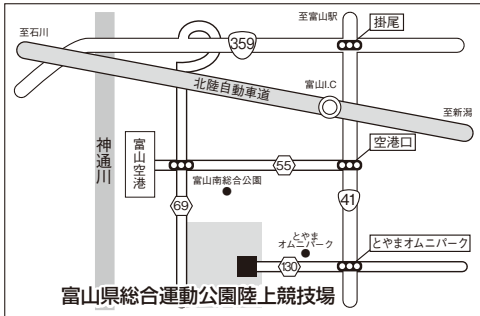 至富山駅
掛尾
至石川
359
北陸自動車道
富山I.C
至新潟
神通川
富山空港
空港口
55
富山南総合公園
69
41
とやま
オムニパーク
とやまオムニパーク
130
富山県総合運動公園陸上競技場